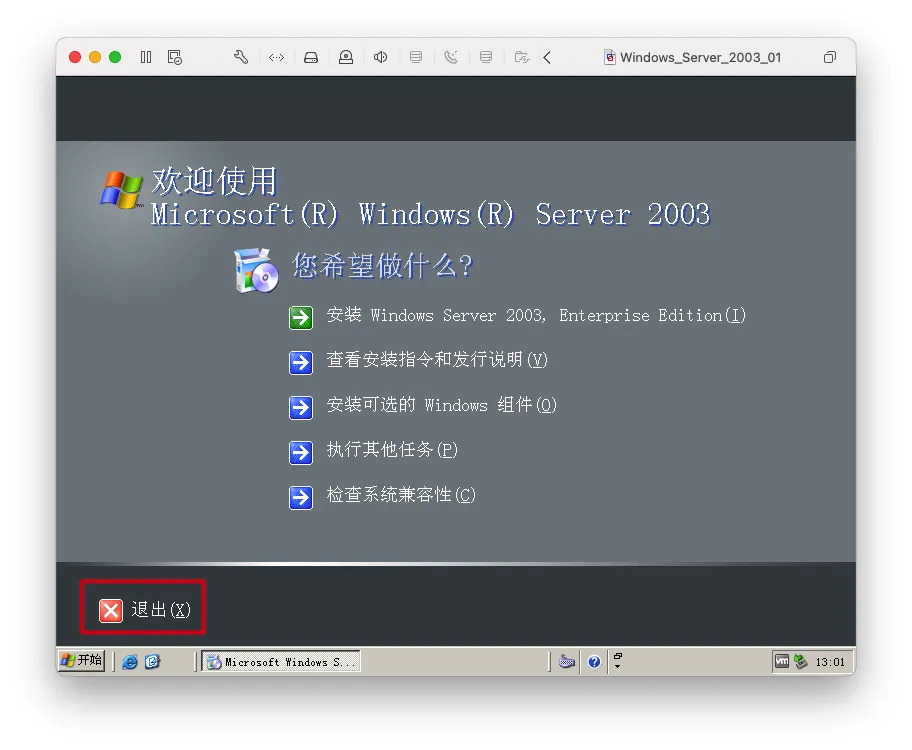 Windows_Server_2003_01
欢迎使用
Microsoft(R) Windows(R) Server 2003
您希望做什么?
安装 Windows Server 2003, Enterprise Edition(I)
查看安装指令和发行说明(V)
安装可选的 Windows 组件(O)
执行其他任务(P)
检查系统兼容性(C)
退出(X)
开始 Microsoft Windows S... vm 13:01